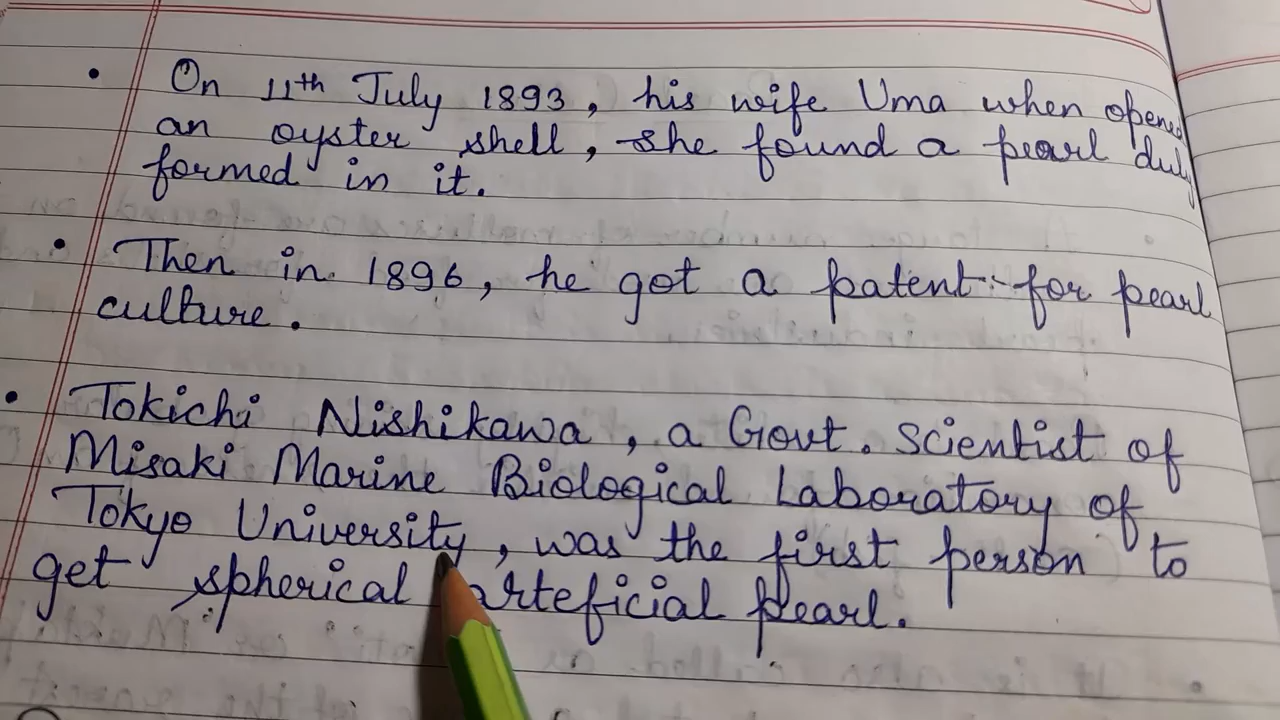 • On 11th July 1893, his wife Uma when opened
an oyster shell, she found a pearl duly
formed in it.
• Then in 1896, he got a patent for pearl
culture.
• Tokichi Nishikawa, a Govt. Scientist of
Misaki Marine Biological Laboratory of
Tokyo University, was the first person to
get spherical arteficial pearl.